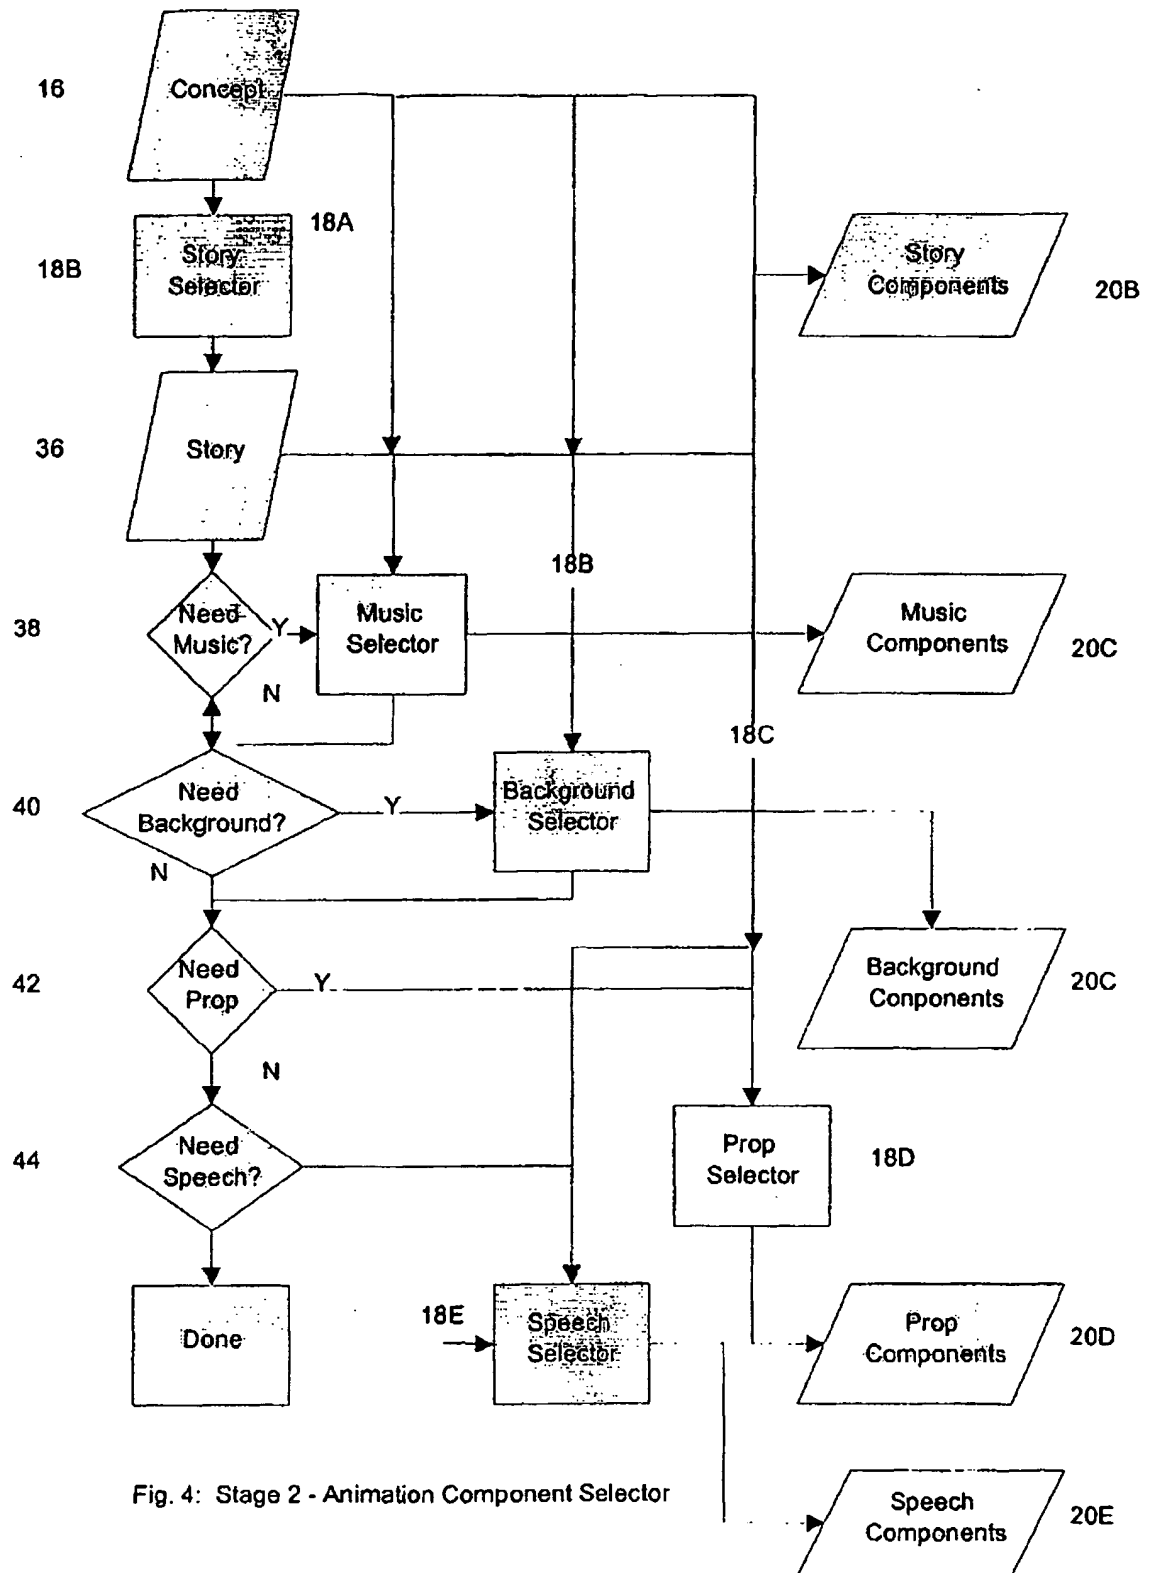 16
Concept
18A
18B
Story
Selector
Story
Components
20B
36
Story
18B
38
Need
Music?
Y
N
Music
Selector
Music
Components
20C
18C
40
Need
Background?
Y
N
Background
Selector
42
Need
Prop
Y
N
Background
Conponents
20C
44
Need
Speech?
Prop
Selector
18D
Done
18E
Speech
Selector
Prop
Components
20D
Fig. 4: Stage 2 - Animation Component Selector
Speech
Components
20E